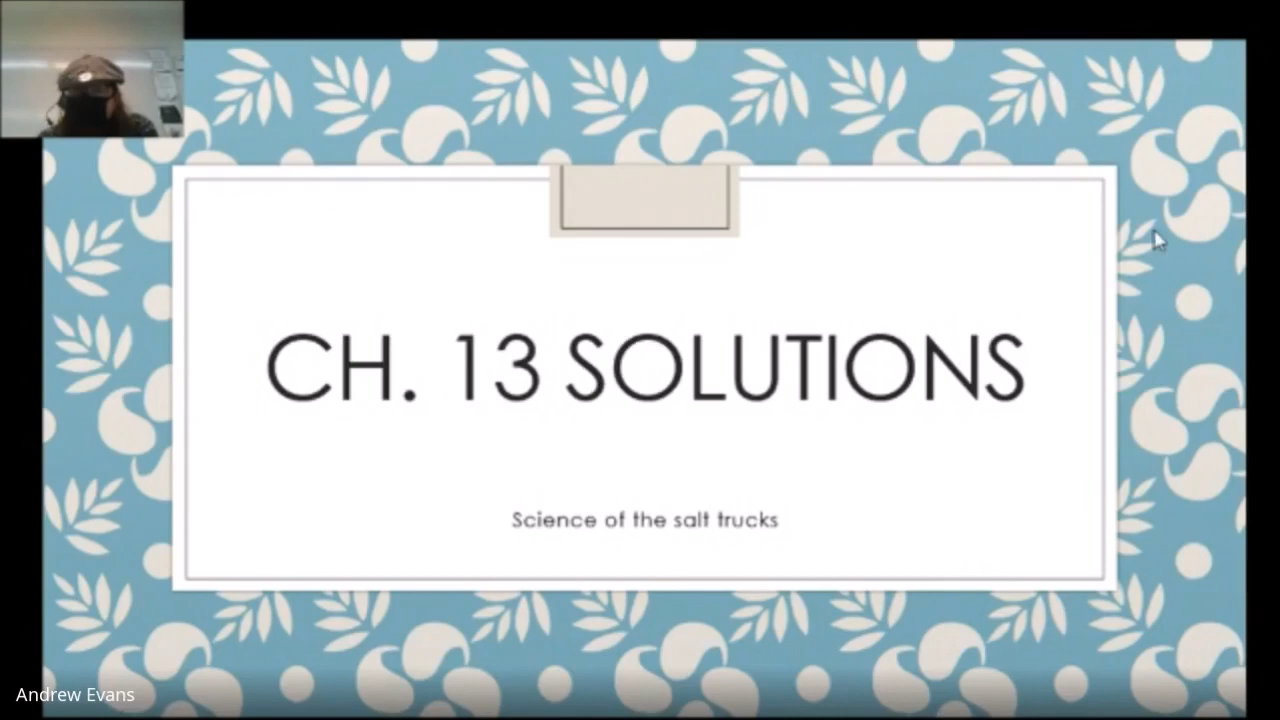 CH. 13 SOLUTIONS
Science of the salt trucks
Andrew Evans